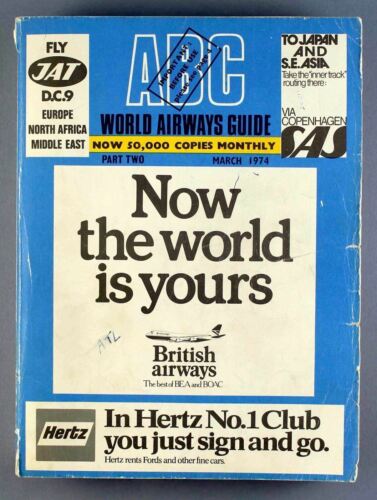 FLY
JAT
D.C.9
EUROPE
NORTH AFRICA
MIDDLE EAST
ABC
IMPORTANT:
BEFORE USE
WORLD AIRWAYS GUIDE
NOW 50,000 COPIES MONTHLY
PART TWO MARCH 1974
TO JAPAN
AND
S.E.ASIA
Take the "inner track"
routing there:
VIA
COPENHAGEN
SAS
Now
the world
is yours
British
airways
The best of BEA and BOAC
Hertz
In Hertz No.1 Club
you just sign and go.
Hertz rents Fords and other fine cars.